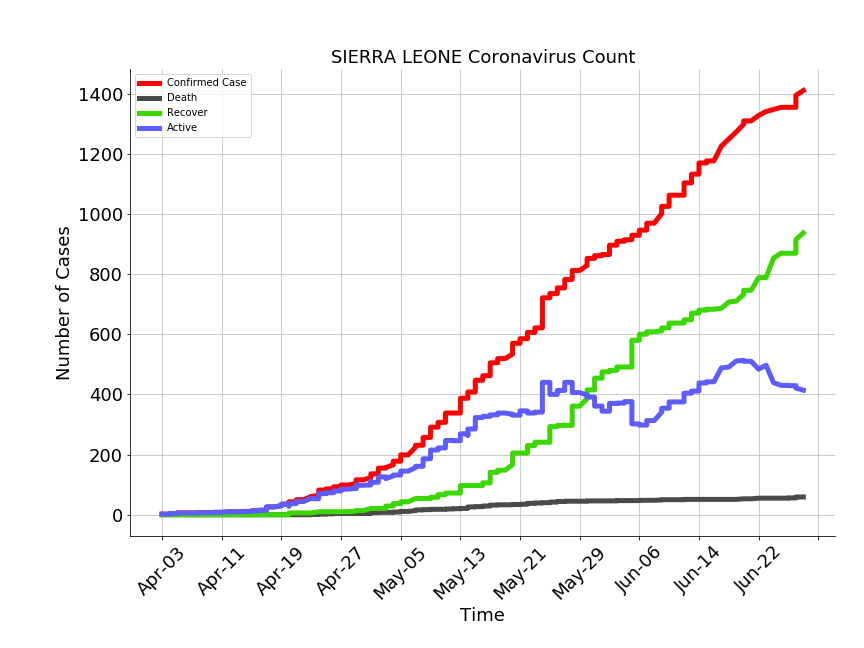 SIERRA LEONE Coronavirus Count
Confirmed Case
Death
Recover
Active
Number of Cases
1400
1200
1000
800
600
400
200
0
Apr-03
Apr-11
Apr-19
Apr-27
May-05
May-13
May-21
May-29
Jun-06
Jun-14
Jun-22
Time